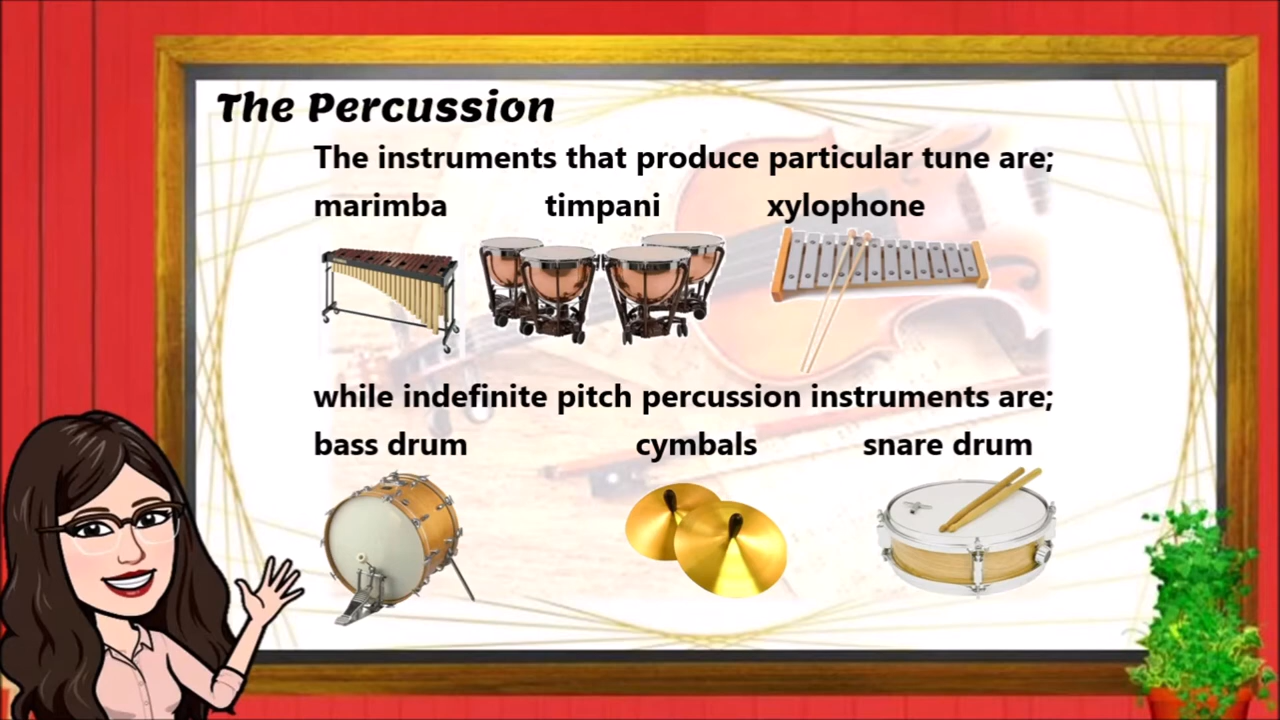 The Percussion
The instruments that produce particular tune are;
marimba timpani xylophone
while indefinite pitch percussion instruments are;
bass drum cymbals snare drum